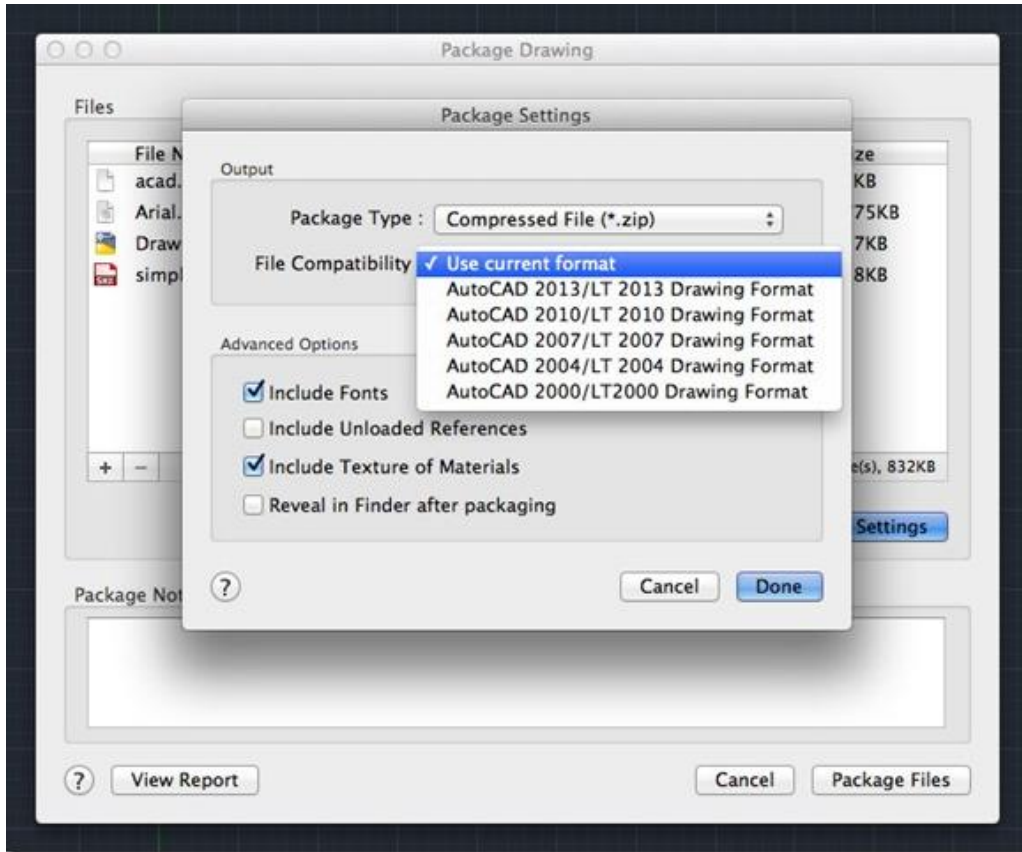 Package Drawing
Files
Package Settings
File N
ze
acad.
KB
Arial.
75KB
Draw
7KB
simpl
8KB
Output
Package Type : Compressed File (*.zip)
File Compatibility ✓ Use current format
AutoCAD 2013/LT 2013 Drawing Format
AutoCAD 2010/LT 2010 Drawing Format
AutoCAD 2007/LT 2007 Drawing Format
AutoCAD 2004/LT 2004 Drawing Format
AutoCAD 2000/LT2000 Drawing Format
Advanced Options
Include Fonts
Include Unloaded References
Include Texture of Materials
Reveal in Finder after packaging
+ −
e(s), 832KB
Settings
? Cancel Done
Package Not
? View Report Cancel Package Files